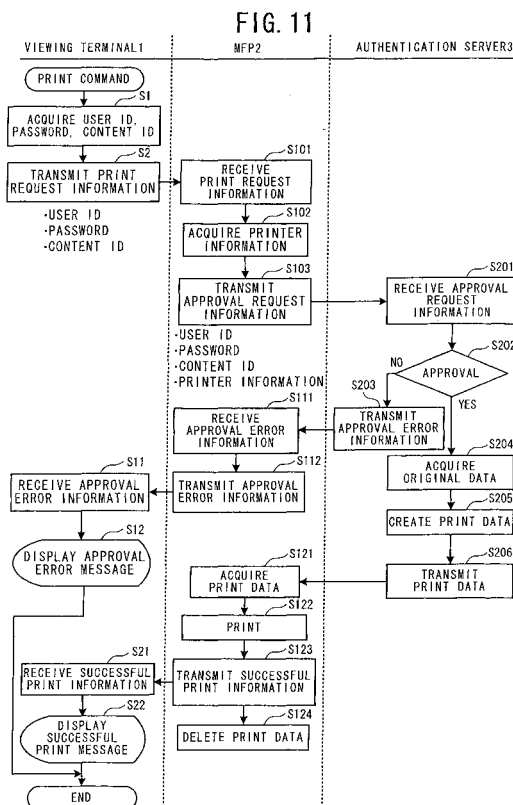 FIG. 11
VIEWING TERMINAL1
MFP2
AUTHENTICATION SERVER3
PRINT COMMAND
S1
ACQUIRE USER ID,
PASSWORD, CONTENT ID
S2
TRANSMIT PRINT
REQUEST INFORMATION
·USER ID
·PASSWORD
·CONTENT ID
S101
RECEIVE
PRINT REQUEST
INFORMATION
S102
ACQUIRE PRINTER
INFORMATION
S103
TRANSMIT
APPROVAL REQUEST
INFORMATION
·USER ID
·PASSWORD
·CONTENT ID
·PRINTER INFORMATION
S201
RECEIVE APPROVAL
REQUEST
INFORMATION
S202
APPROVAL
NO
YES
S203
TRANSMIT
APPROVAL ERROR
INFORMATION
S111
RECEIVE
APPROVAL ERROR
INFORMATION
S112
TRANSMIT APPROVAL
ERROR INFORMATION
S11
RECEIVE APPROVAL
ERROR INFORMATION
S12
DISPLAY APPROVAL
ERROR MESSAGE
S204
ACQUIRE
ORIGINAL DATA
S205
CREATE PRINT DATA
S206
TRANSMIT
PRINT DATA
S121
ACQUIRE
PRINT DATA
S122
PRINT
S123
TRANSMIT SUCCESSFUL
PRINT INFORMATION
S21
RECEIVE SUCCESSFUL
PRINT INFORMATION
S22
DISPLAY
SUCCESSFUL
PRINT MESSAGE
S124
DELETE PRINT DATA
END